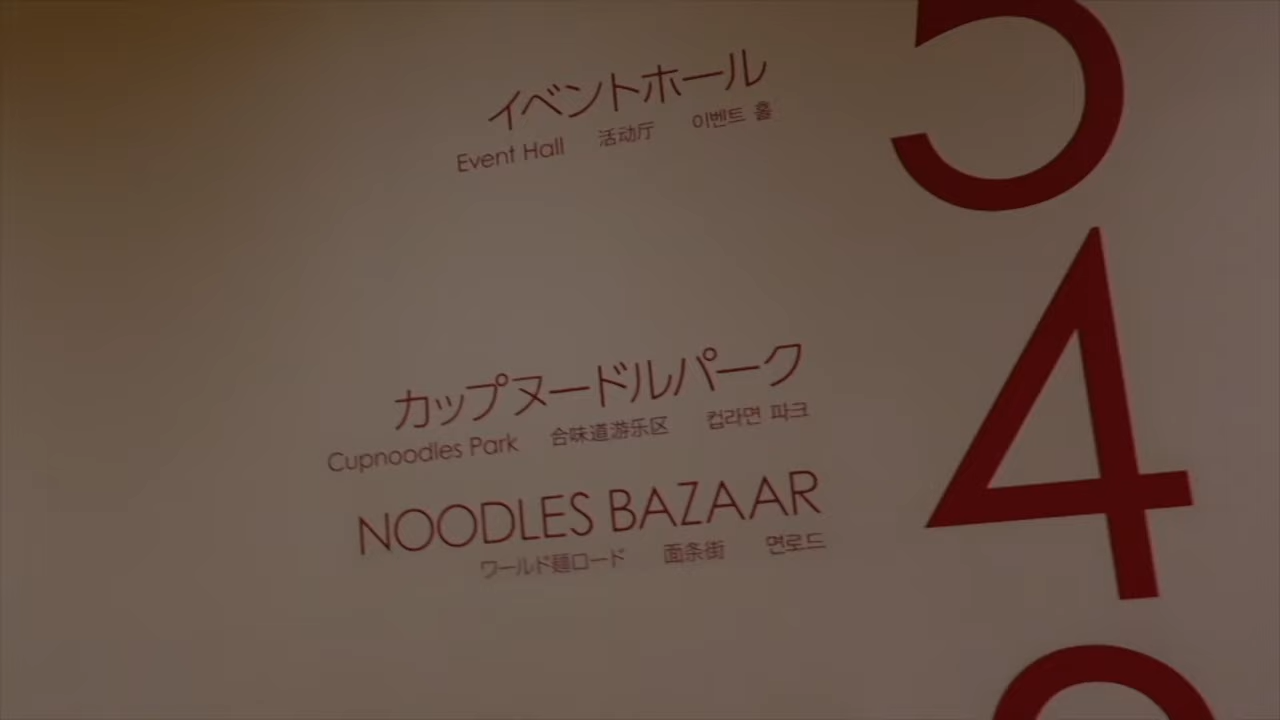 5
イベントホール
Event Hall 活动厅 이벤트 홀
4
カップヌードルパーク
Cupnoodles Park 合味道游乐区 컵라면 파크
NOODLES BAZAAR
ワールド麺ロード 面条街 면로드